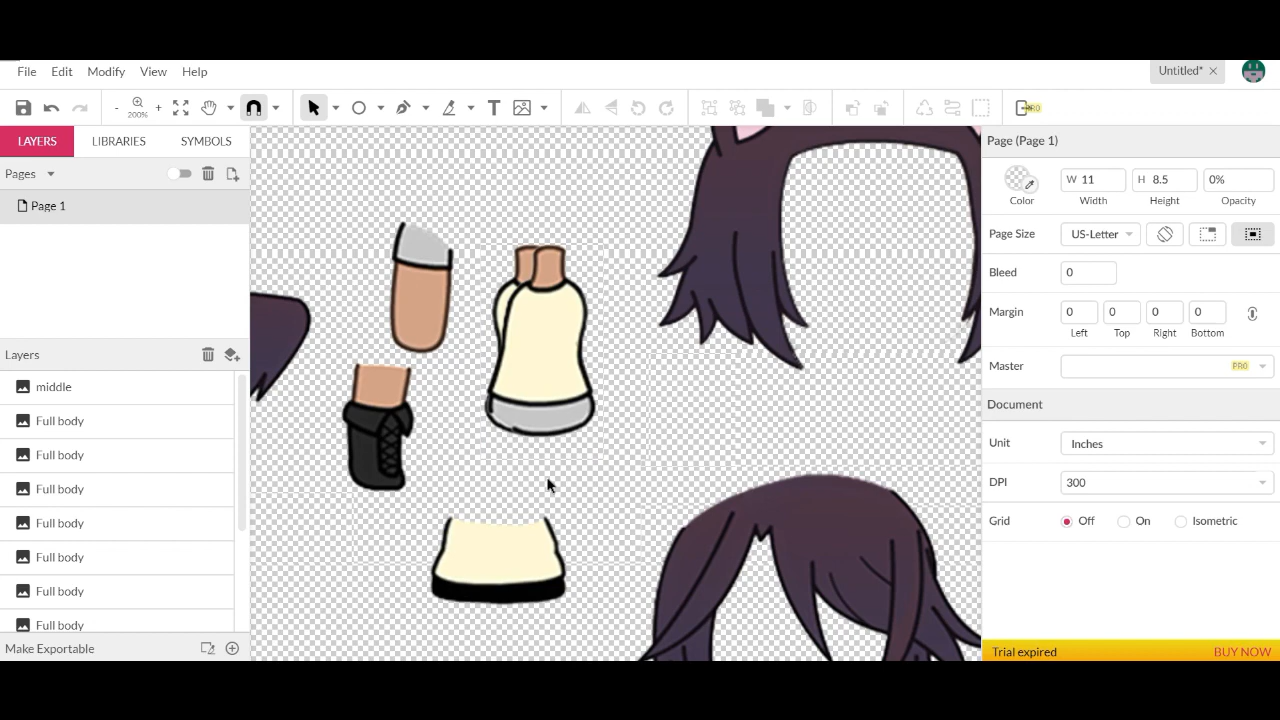 File Edit Modify View Help
Untitled*
200%
PRO
LAYERS LIBRARIES SYMBOLS
Pages
Page 1
Layers
middle
Full body
Full body
Full body
Full body
Full body
Full body
Full body
Make Exportable
Page (Page 1)
W 11 H 8.5 0%
Color Width Height Opacity
Page Size US-Letter
Bleed 0
Margin 0 0 0 0
Left Top Right Bottom
Master PRO
Document
Unit Inches
DPI 300
Grid Off On Isometric
Trial expired BUY NOW